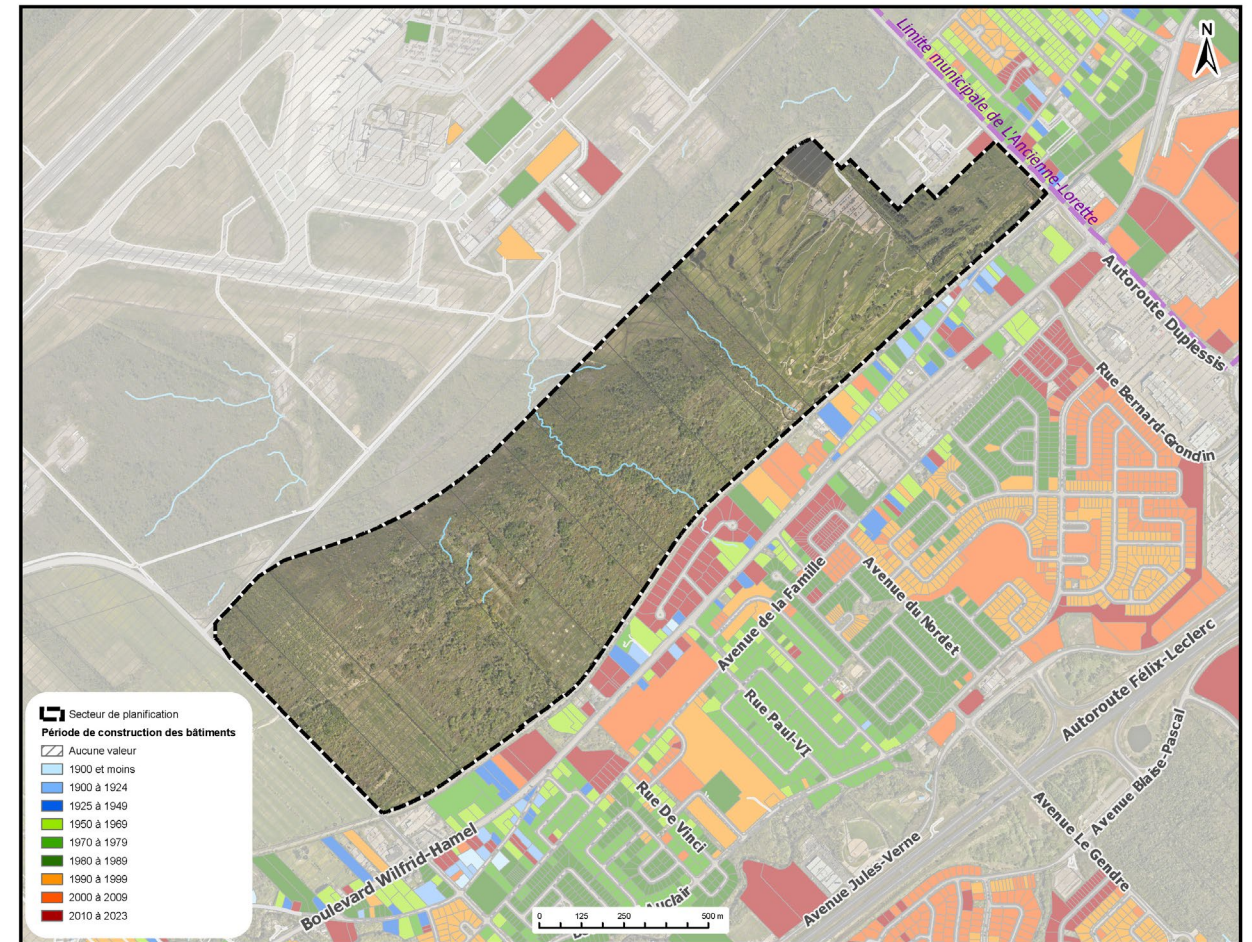 N
Limite municipale de L'Ancienne-Lorette
Autoroute Duplessis
Rue Bernard-Grondin
Avenue de la Famille
Avenue du Nordet
Autoroute Félix-Leclerc
Rue Paul-VI
Avenue Blaise-Pascal
Rue De Vinci
Avenue Le Gendre
Avenue Jules-Verne
Boulevard Wilfrid-Hamel
Auclair
Secteur de planification
Période de construction des bâtiments
Aucune valeur
1900 et moins
1900 à 1924
1925 à 1949
1950 à 1969
1970 à 1979
1980 à 1989
1990 à 1999
2000 à 2009
2010 à 2023
0 125 250 500 m